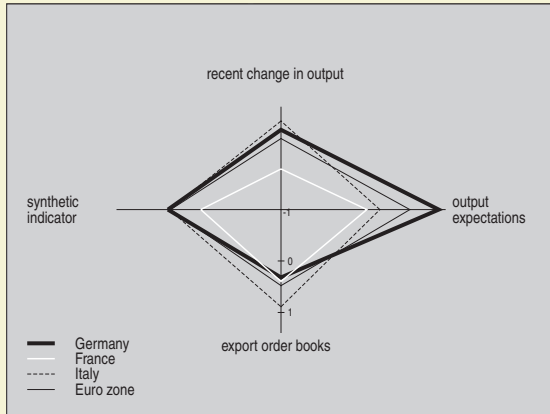 recent change in output
synthetic
indicator
output
expectations
-1
0
1
export order books
Germany
France
Italy
Euro zone